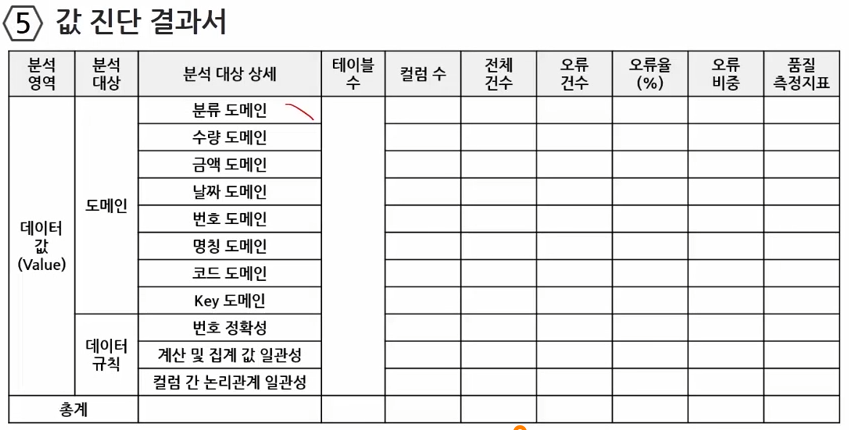 5 값 진단 결과서
분석 영역 분석 대상 분석 대상 상세 테이블 수 컬럼 수 전체 건수 오류 건수 오류율 (%) 오류 비중 품질 측정지표
데이터 값 (Value)
도메인
분류 도메인
수량 도메인
금액 도메인
날짜 도메인
번호 도메인
명칭 도메인
코드 도메인
Key 도메인
데이터 규칙
번호 정확성
계산 및 집계 값 일관성
컬럼 간 논리관계 일관성
총계